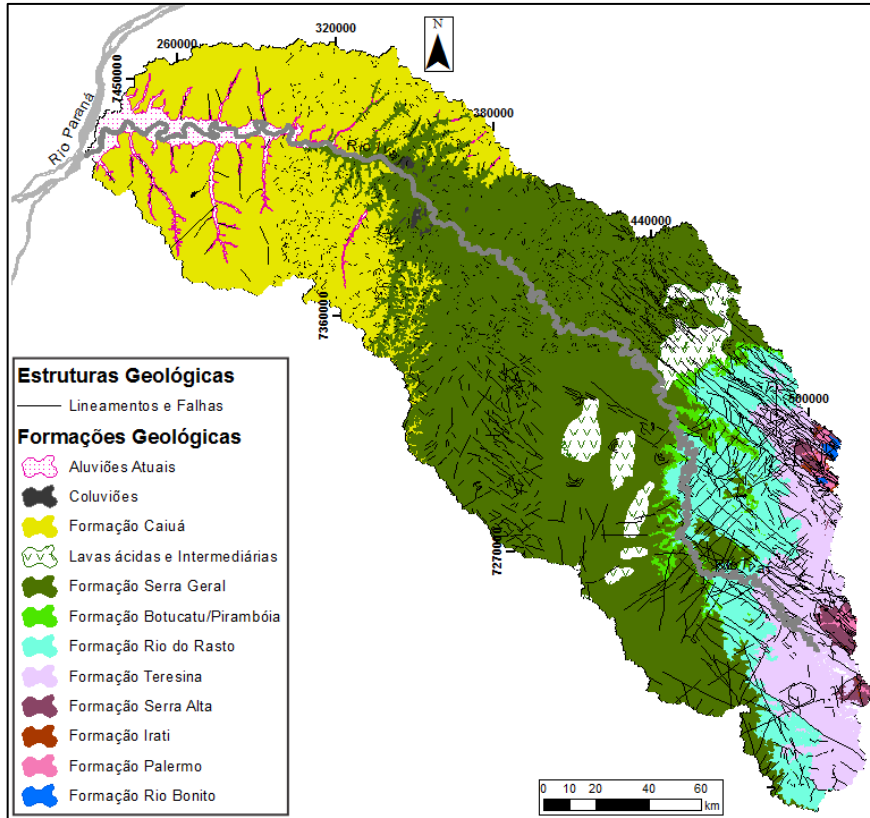 N
320000
260000
7450000
380000
Rio Paraná
Rio
440000
7360000
7270000
Estruturas Geológicas
Lineamentos e Falhas
Formações Geológicas
Aluviões Atuais
Coluviões
Formação Caiuá
Lavas ácidas e Intermediárias
Formação Serra Geral
Formação Botucatu/Pirambóia
Formação Rio do Rasto
Formação Teresina
Formação Serra Alta
Formação Irati
Formação Palermo
Formação Rio Bonito
0 10 20 40 60
km